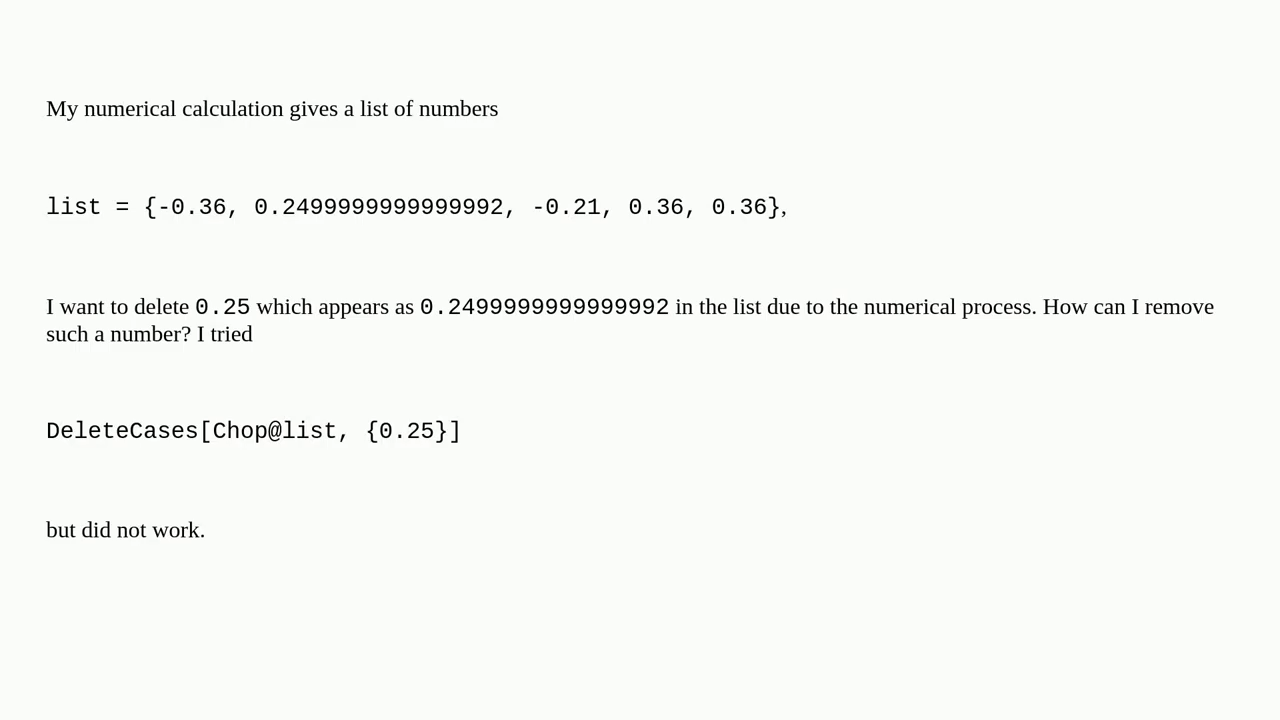 My numerical calculation gives a list of numbers
list = {-0.36, 0.2499999999999992, -0.21, 0.36, 0.36},
I want to delete 0.25 which appears as 0.2499999999999992 in the list due to the numerical process. How can I remove
such a number? I tried
DeleteCases[Chop@list, {0.25}]
but did not work.